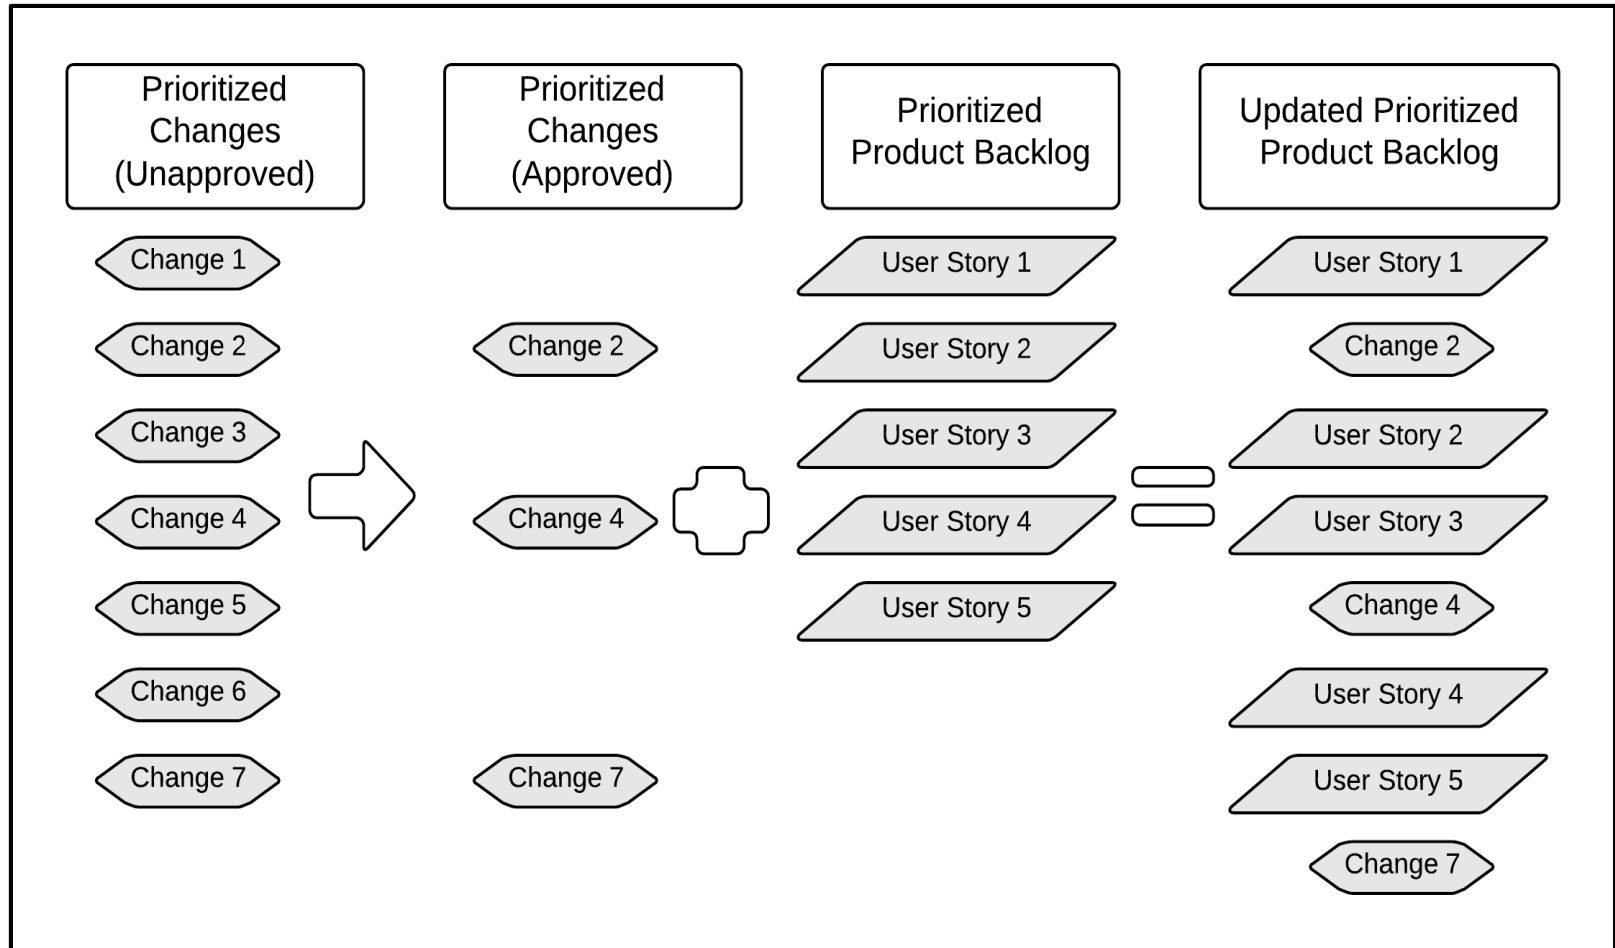 Prioritized
Changes
(Unapproved)
Prioritized
Changes
(Approved)
Prioritized
Product Backlog
Updated Prioritized
Product Backlog
Change 1
Change 2
Change 3
Change 4
Change 5
Change 6
Change 7
Change 2
Change 4
Change 7
User Story 1
User Story 2
User Story 3
User Story 4
User Story 5
User Story 1
Change 2
User Story 2
User Story 3
Change 4
User Story 4
User Story 5
Change 7